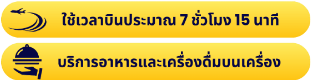 ใช้เวลาบินประมาณ 7 ชั่วโมง 15 นาที
บริการอาหารและเครื่องดื่มบนเครื่อง